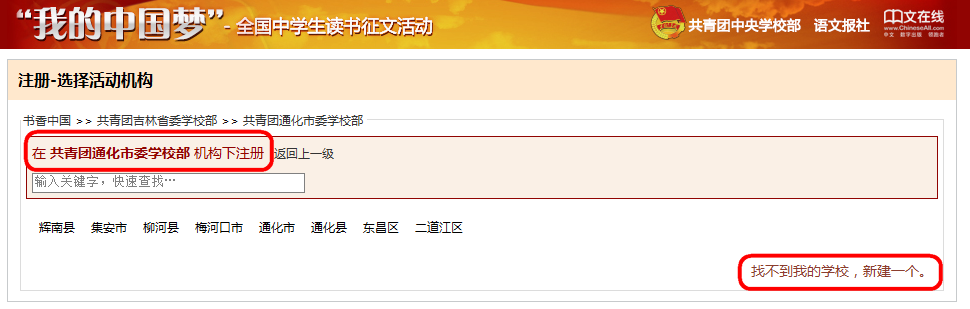 “我的中国梦”- 全国中学生读书征文活动
共青团中央学校部 语文报社 中文在线
www.ChineseAll.com
中文 数字出版 领跑者
注册-选择活动机构
书香中国 >> 共青团吉林省委学校部 >> 共青团通化市委学校部
在 共青团通化市委学校部 机构下注册 返回上一级
输入关键字，快速查找…
辉南县 集安市 柳河县 梅河口市 通化市 通化县 东昌区 二道江区
找不到我的学校，新建一个。